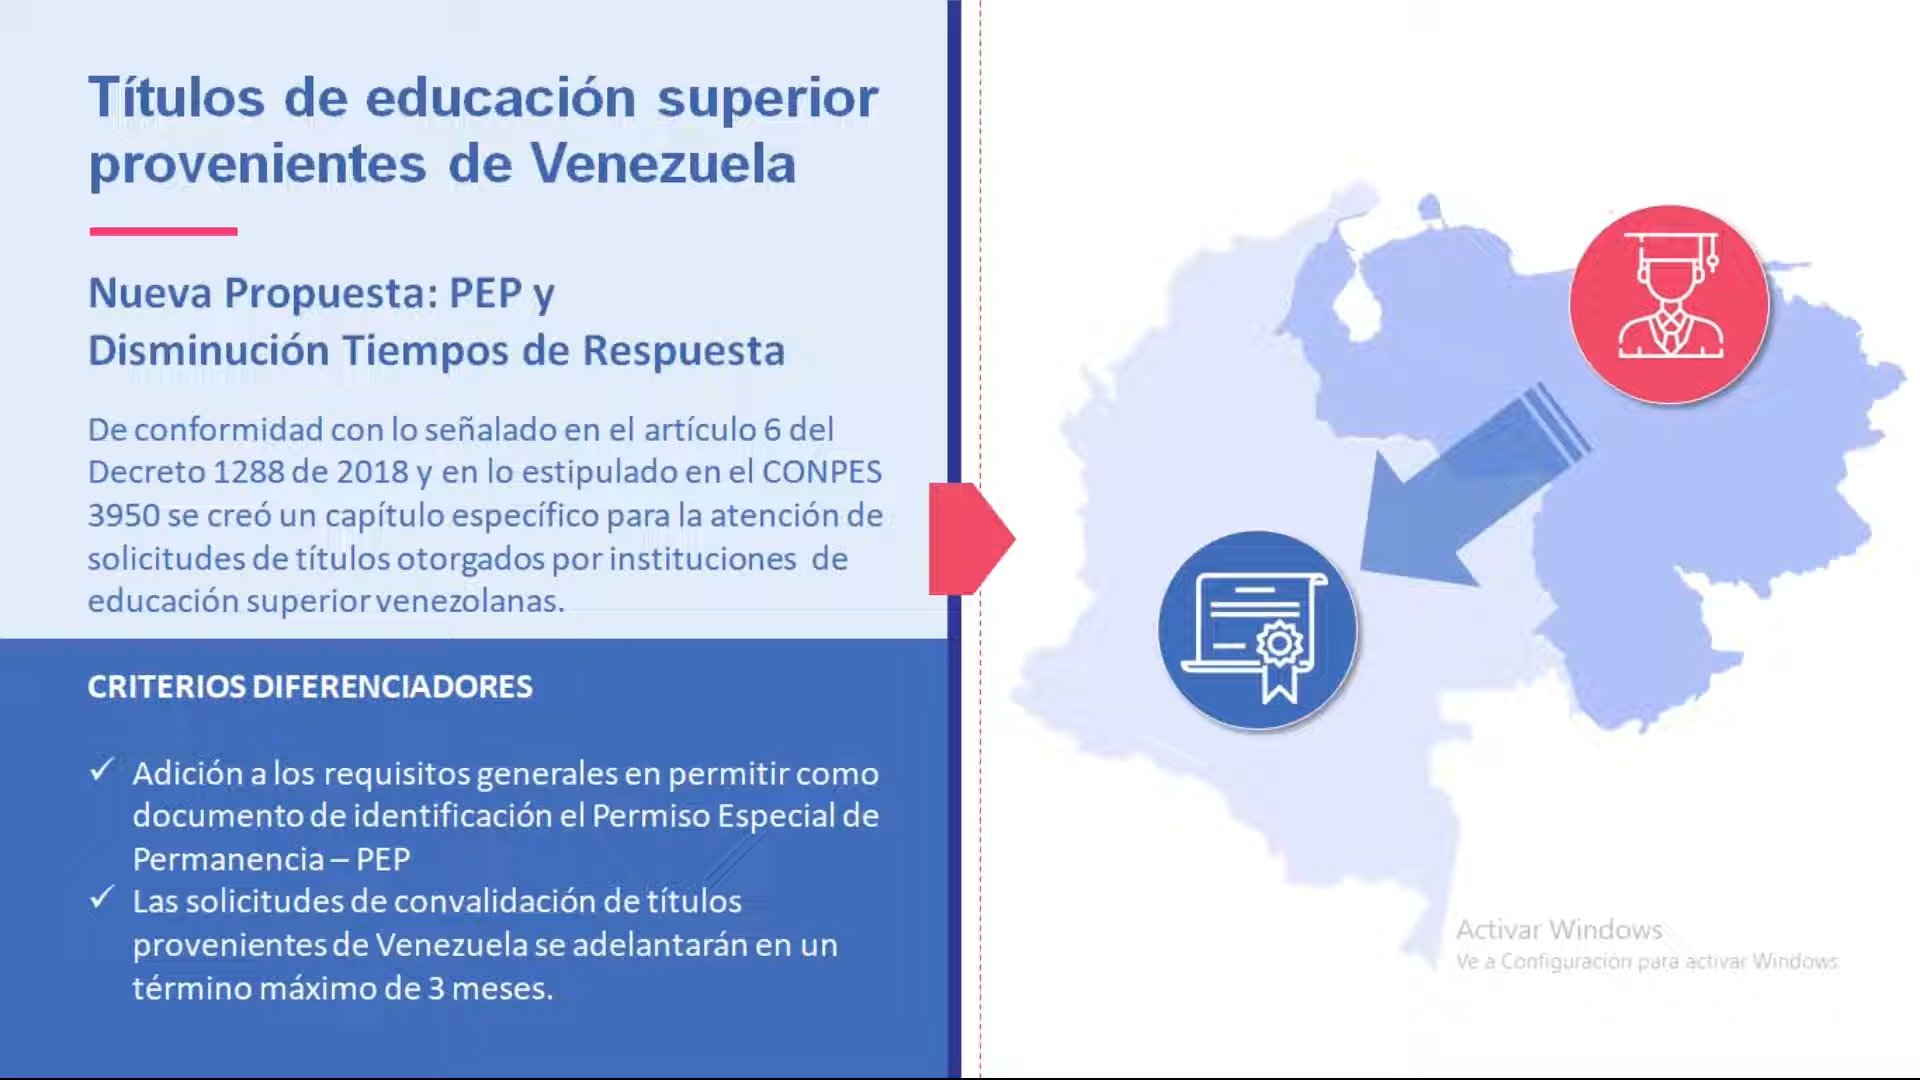 Títulos de educación superior
provenientes de Venezuela
Nueva Propuesta: PEP y
Disminución Tiempos de Respuesta
De conformidad con lo señalado en el artículo 6 del
Decreto 1288 de 2018 y en lo estipulado en el CONPES
3950 se creó un capítulo específico para la atención de
solicitudes de títulos otorgados por instituciones de
educación superior venezolanas.
CRITERIOS DIFERENCIADORES
✓ Adición a los requisitos generales en permitir como
documento de identificación el Permiso Especial de
Permanencia – PEP
✓ Las solicitudes de convalidación de títulos
provenientes de Venezuela se adelantarán en un
término máximo de 3 meses.
Activar Windows
Ve a Configuración para activar Windows